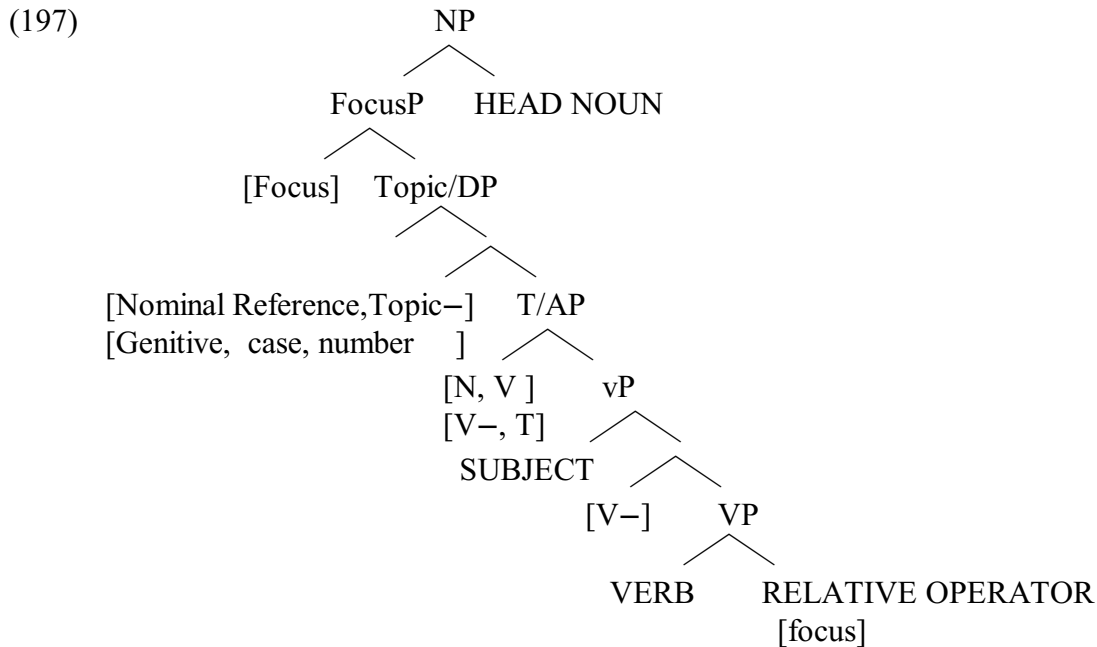 (197) NP
FocusP HEAD NOUN
[Focus] Topic/DP
[Nominal Reference,Topic−] T/AP
[Genitive, case, number ]
[N, V ] vP
[V−, T]
SUBJECT
[V−] VP
VERB RELATIVE OPERATOR
[focus]